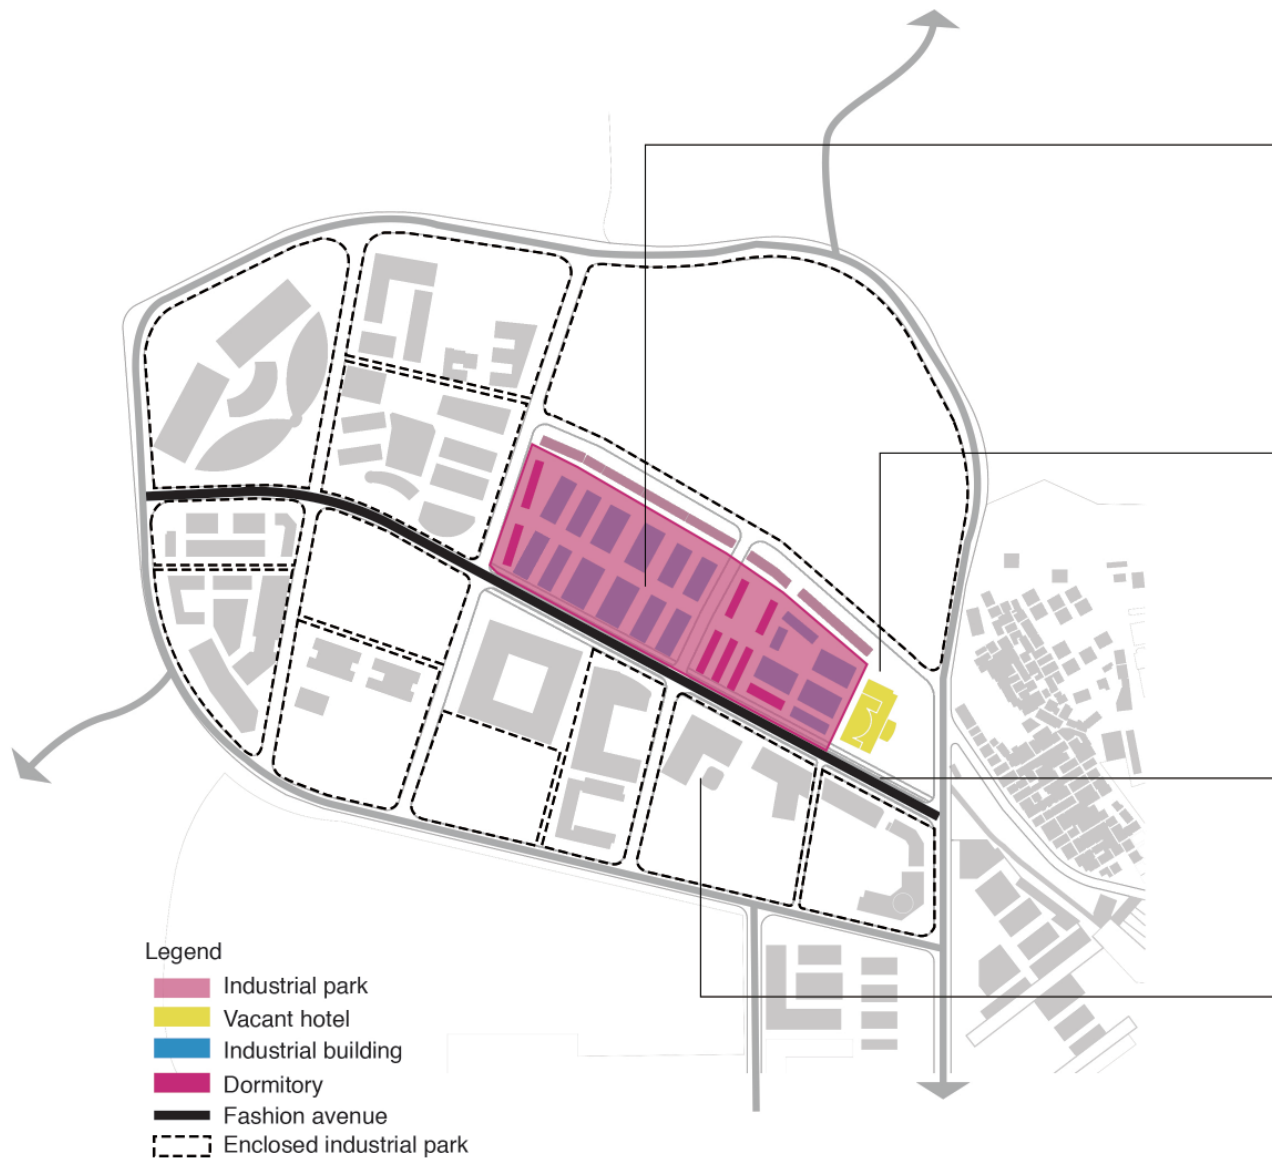 Legend
Industrial park
Vacant hotel
Industrial building
Dormitory
Fashion avenue
Enclosed industrial park